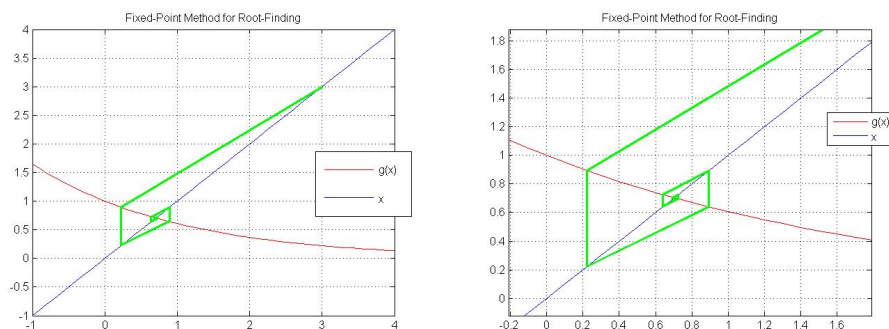 Fixed-Point Method for Root-Finding
4
3.5
3
2.5
2
1.5
1
0.5
0
-0.5
-1
-1 0 1 2 3 4
g(x)
x
Fixed-Point Method for Root-Finding
1.8
1.6
1.4
1.2
1
0.8
0.6
0.4
0.2
0
-0.2 0 0.2 0.4 0.6 0.8 1 1.2 1.4 1.6
g(x)
x